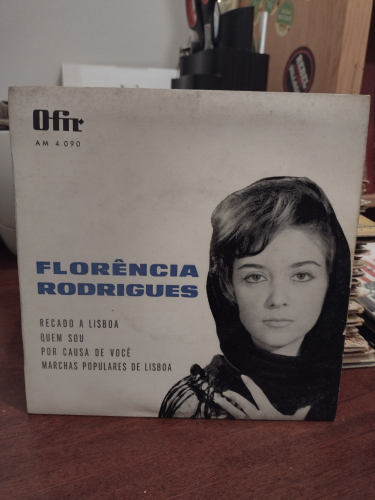 Ofir
AM 4.090
FLORÊNCIA
RODRIGUES
RECADO A LISBOA
QUEM SOU
POR CAUSA DE VOCÊ
MARCHAS POPULARES DE LISBOA